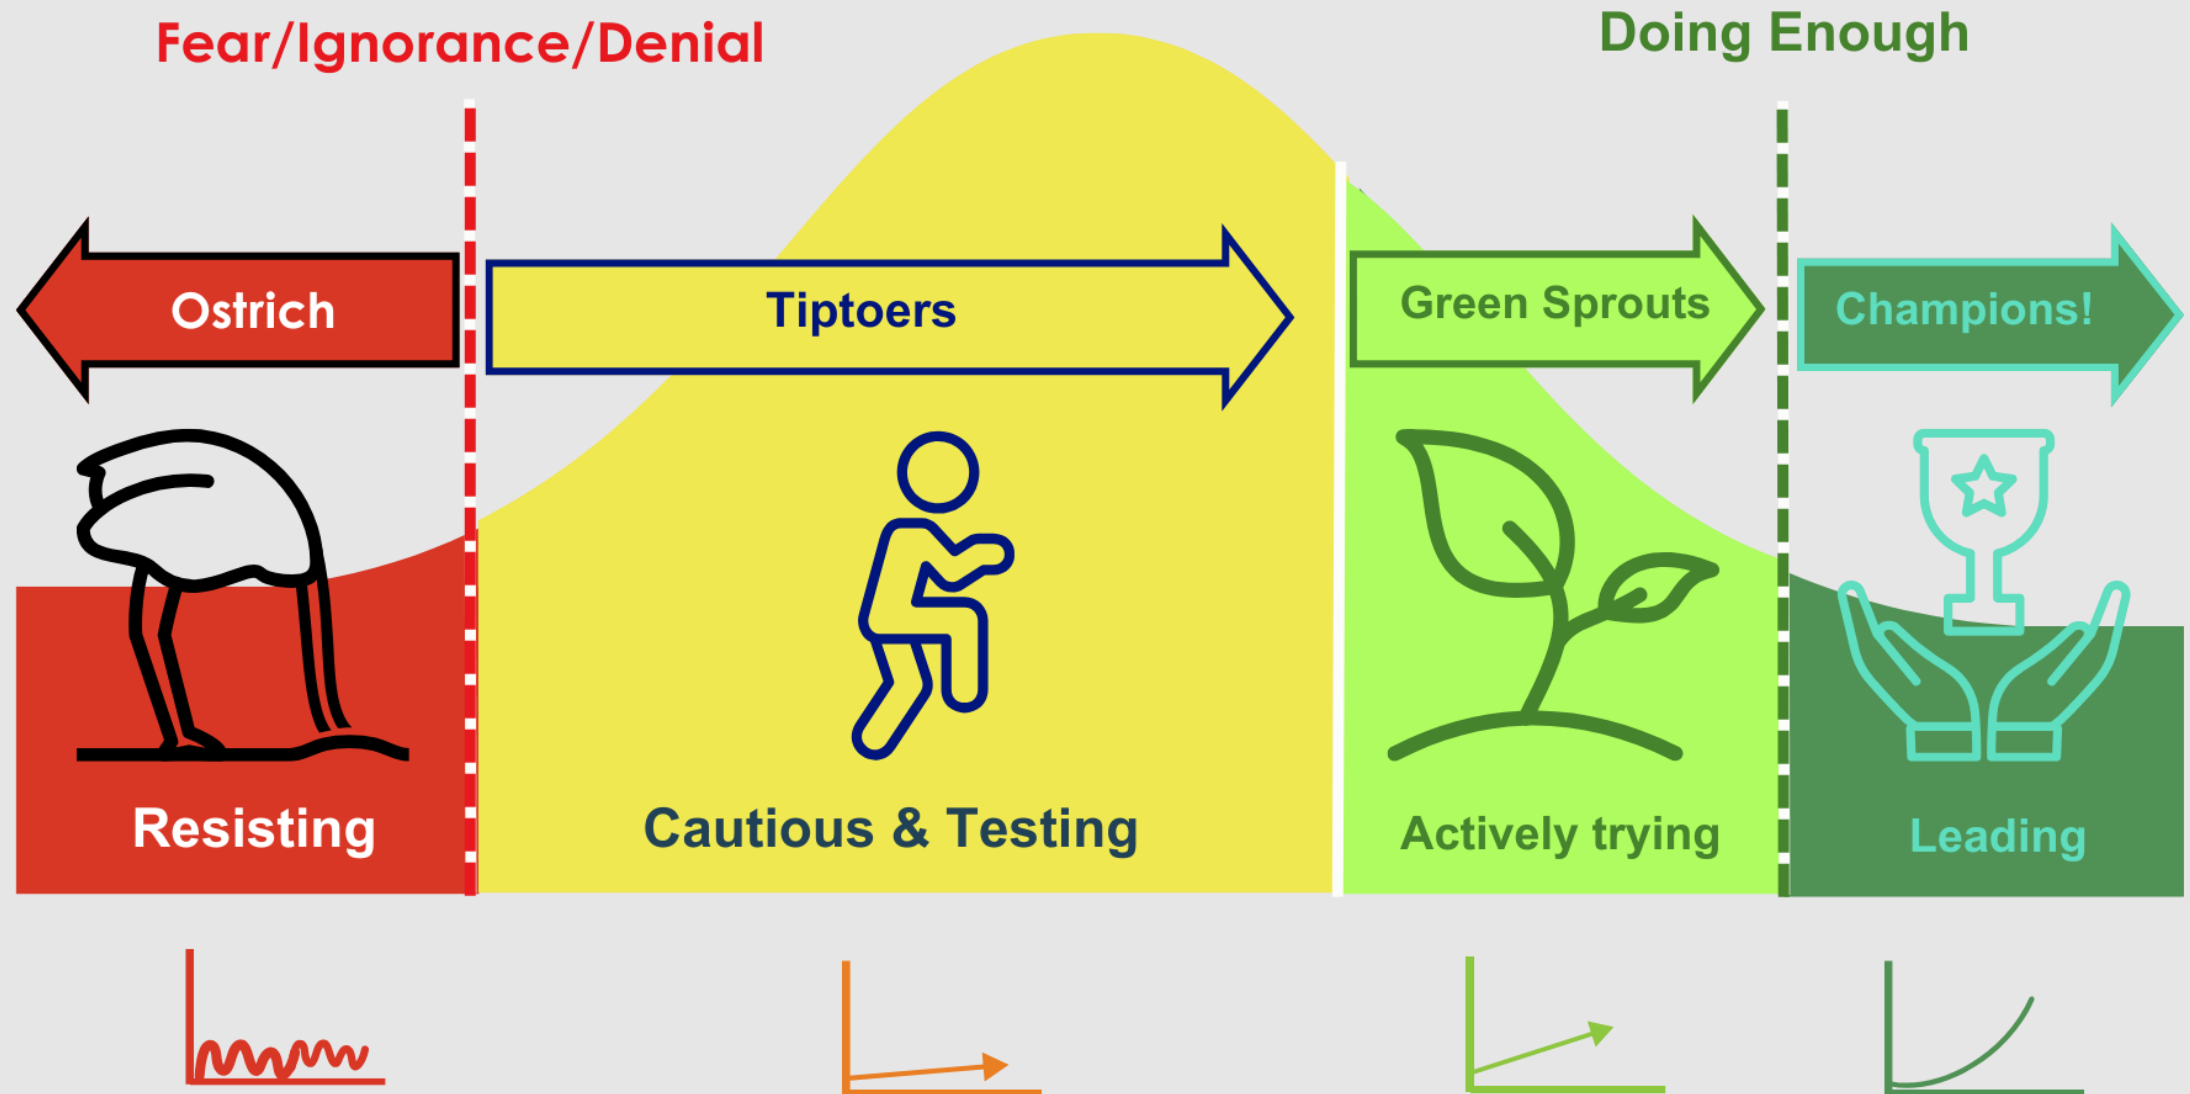 Fear/Ignorance/Denial
Doing Enough
Ostrich
Tiptoers
Green Sprouts
Champions!
Resisting
Cautious & Testing
Actively trying
Leading